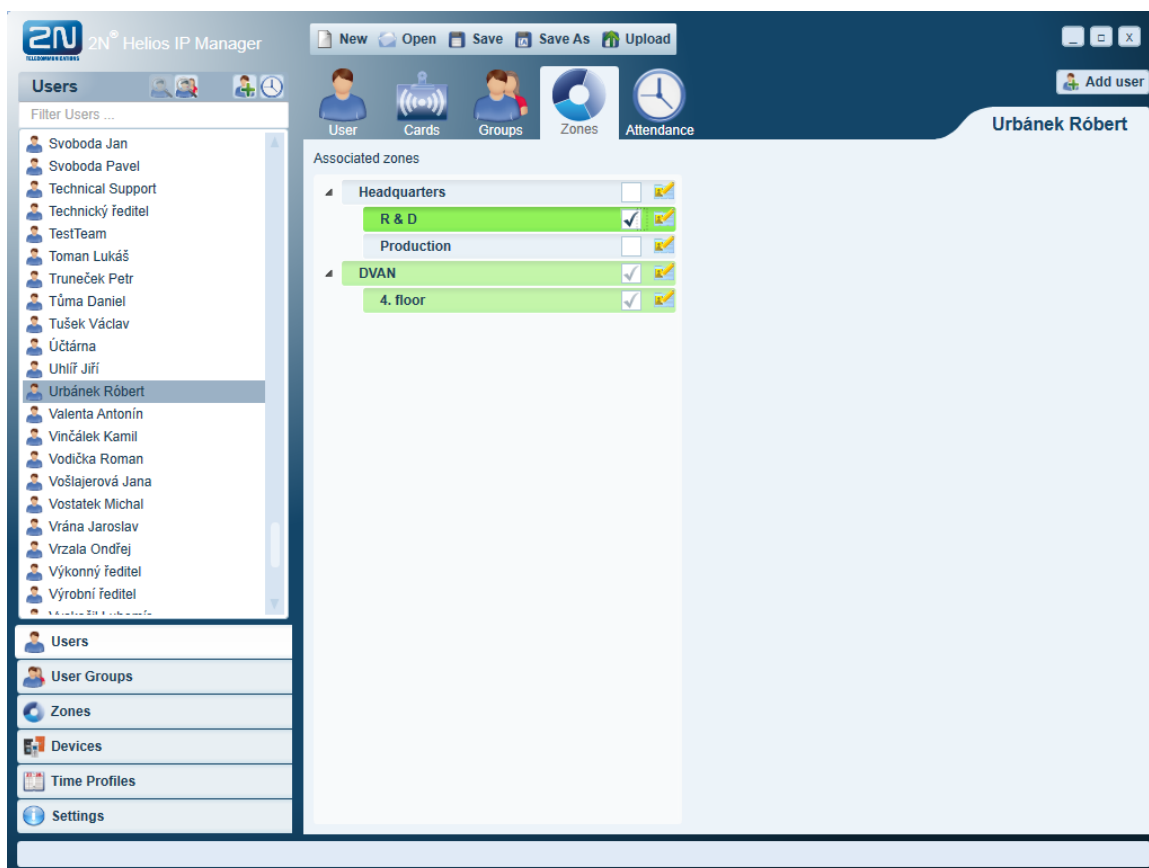 2N
TELECOMMUNICATIONS
2N® Helios IP Manager
New Open Save Save As Upload
_ □ X
Users
Filter Users ...
User Cards Groups Zones Attendance
Add user
Urbánek Róbert
Svoboda Jan
Svoboda Pavel
Technical Support
Technický ředitel
TestTeam
Toman Lukáš
Truneček Petr
Tůma Daniel
Tušek Václav
Účtárna
Uhlíř Jiří
Urbánek Róbert
Valenta Antonín
Vinčálek Kamil
Vodička Roman
Vošlajerová Jana
Vostatek Michal
Vrána Jaroslav
Vrzala Ondřej
Výkonný ředitel
Výrobní ředitel
Associated zones
Headquarters
R & D
Production
DVAN
4. floor
Users
User Groups
Zones
Devices
Time Profiles
Settings